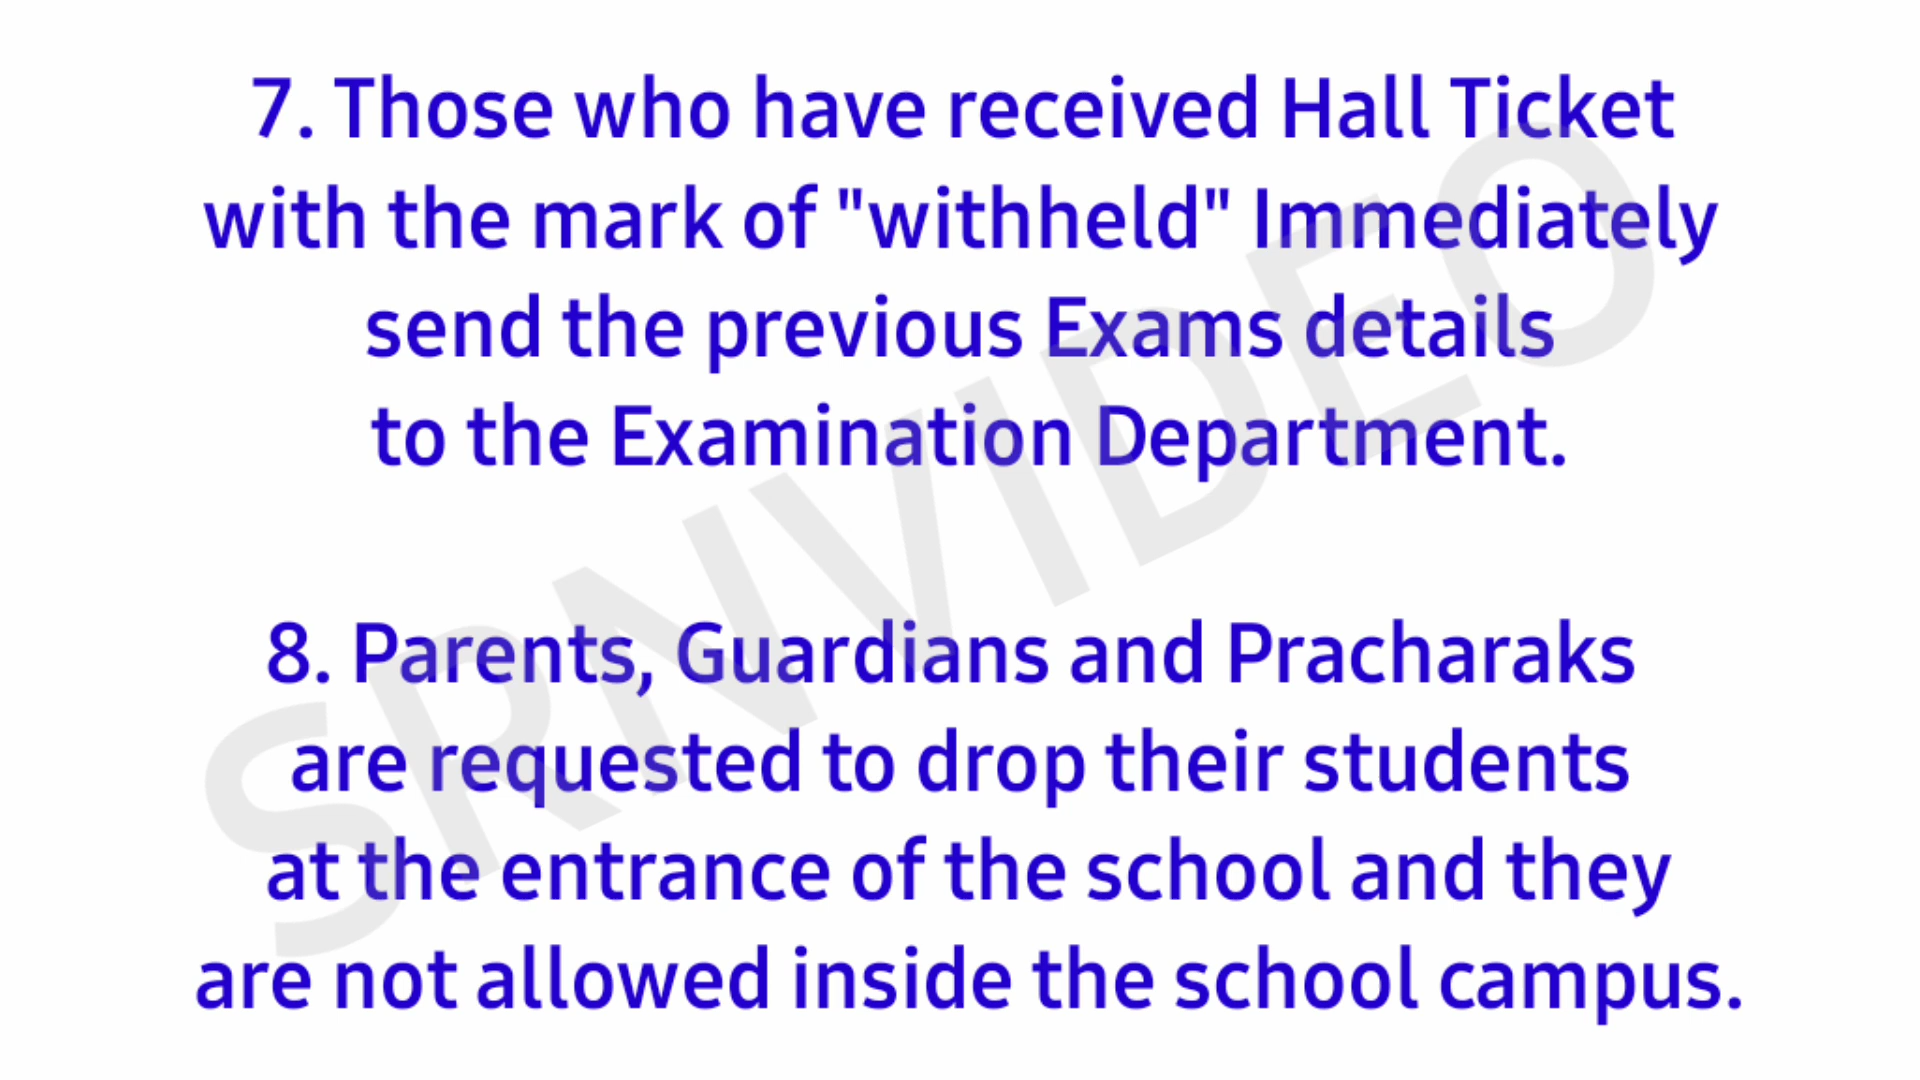 7. Those who have received Hall Ticket
with the mark of "withheld" Immediately
send the previous Exams details
to the Examination Department.
8. Parents, Guardians and Pracharaks
are requested to drop their students
at the entrance of the school and they
are not allowed inside the school campus.
SRNVIDEO